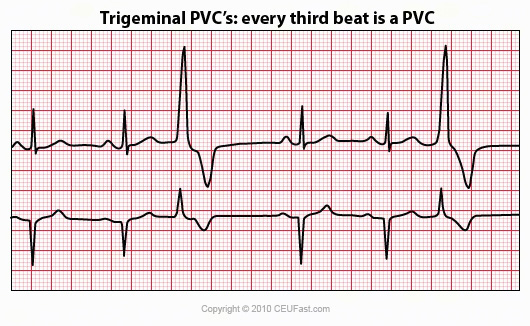 Trigeminal PVC's: every third beat is a PVC
Copyright © 2010 CEUFast.com